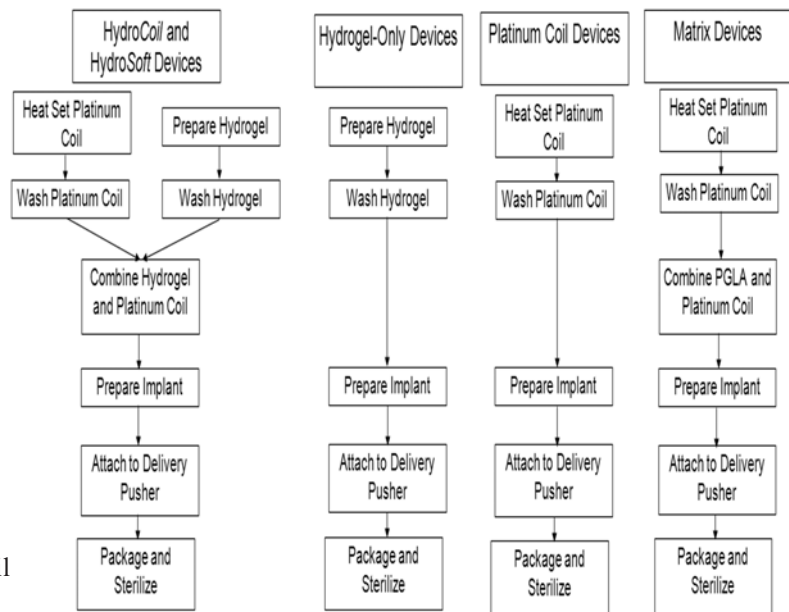 HydroCoil and
HydroSoft Devices
Heat Set Platinum
Coil
Prepare Hydrogel
Wash Platinum Coil
Wash Hydrogel
Combine Hydrogel
and Platinum Coil
Prepare Implant
Attach to Delivery
Pusher
Package and
Sterilize
Hydrogel-Only Devices
Prepare Hydrogel
Wash Hydrogel
Prepare Implant
Attach to Delivery
Pusher
Package and
Sterilize
Platinum Coil Devices
Heat Set Platinum
Coil
Wash Platinum Coil
Prepare Implant
Attach to Delivery
Pusher
Package and
Sterilize
Matrix Devices
Heat Set Platinum
Coil
Wash Platinum Coil
Combine PGLA and
Platinum Coil
Prepare Implant
Attach to Delivery
Pusher
Package and
Sterilize